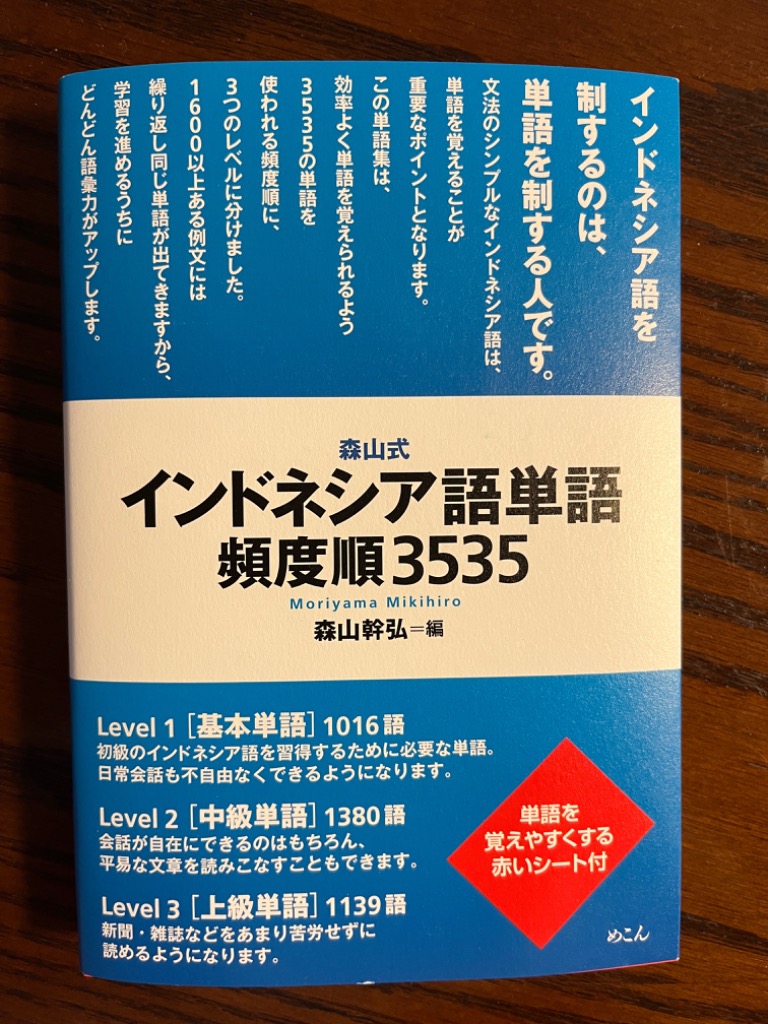 インドネシア語を
制するのは、
単語を制する人です。
文法のシンプルなインドネシア語は、
単語を覚えることが
重要なポイントとなります。
この単語集は、
効率よく単語を覚えられるよう
3535の単語を
使われる頻度順に、
3つのレベルに分けました。
1600以上ある例文には
繰り返し同じ単語が出てきますから、
学習を進めるうちに
どんどん語彙力がアップします。
森山式
インドネシア語単語
頻度順3535
Moriyama Mikihiro
森山幹弘=編
Level 1 [基本単語] 1016語
初級のインドネシア語を習得するために必要な単語。
日常会話も不自由なくできるようになります。
Level 2 [中級単語] 1380語
会話が自在にできるのはもちろん、
平易な文章を読みこなすこともできます。
Level 3 [上級単語] 1139語
新聞・雑誌などをあまり苦労せずに
読めるようになります。
単語を
覚えやすくする
赤いシート付
めこん